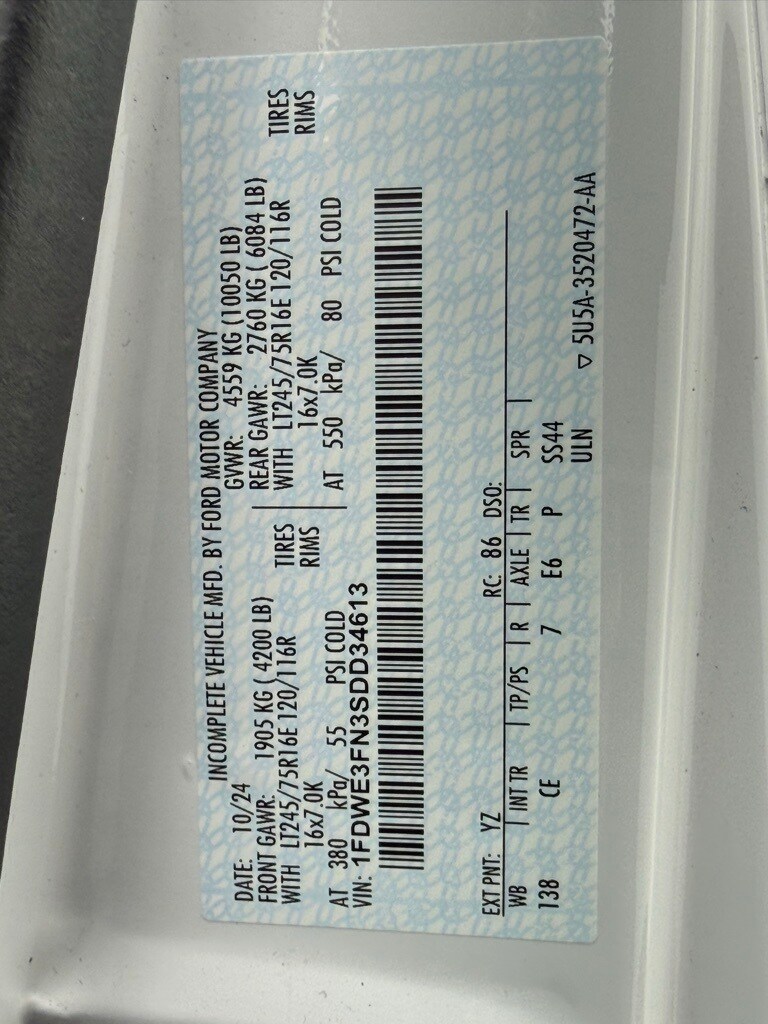 INCOMPLETE VEHICLE MFD. BY FORD MOTOR COMPANY
DATE: 10/24 GVWR: 4559 KG (10050 LB)
FRONT GAWR: 1905 KG ( 4200 LB) REAR GAWR: 2760 KG ( 6084 LB)
WITH LT245/75R16E 120/116R TIRES WITH LT245/75R16E 120/116R TIRES
16x7.0K RIMS 16x7.0K RIMS
AT 380 kPa/ 55 PSI COLD AT 550 kPa/ 80 PSI COLD
VIN: 1FDWE3FN3SDD34613
EXT PNT: YZ RC: 86 DSO:
WB INT TR TP/PS R AXLE TR SPR
138 CE 7 E6 P SS44
ULN
▽ 5U5A-3520472-AA